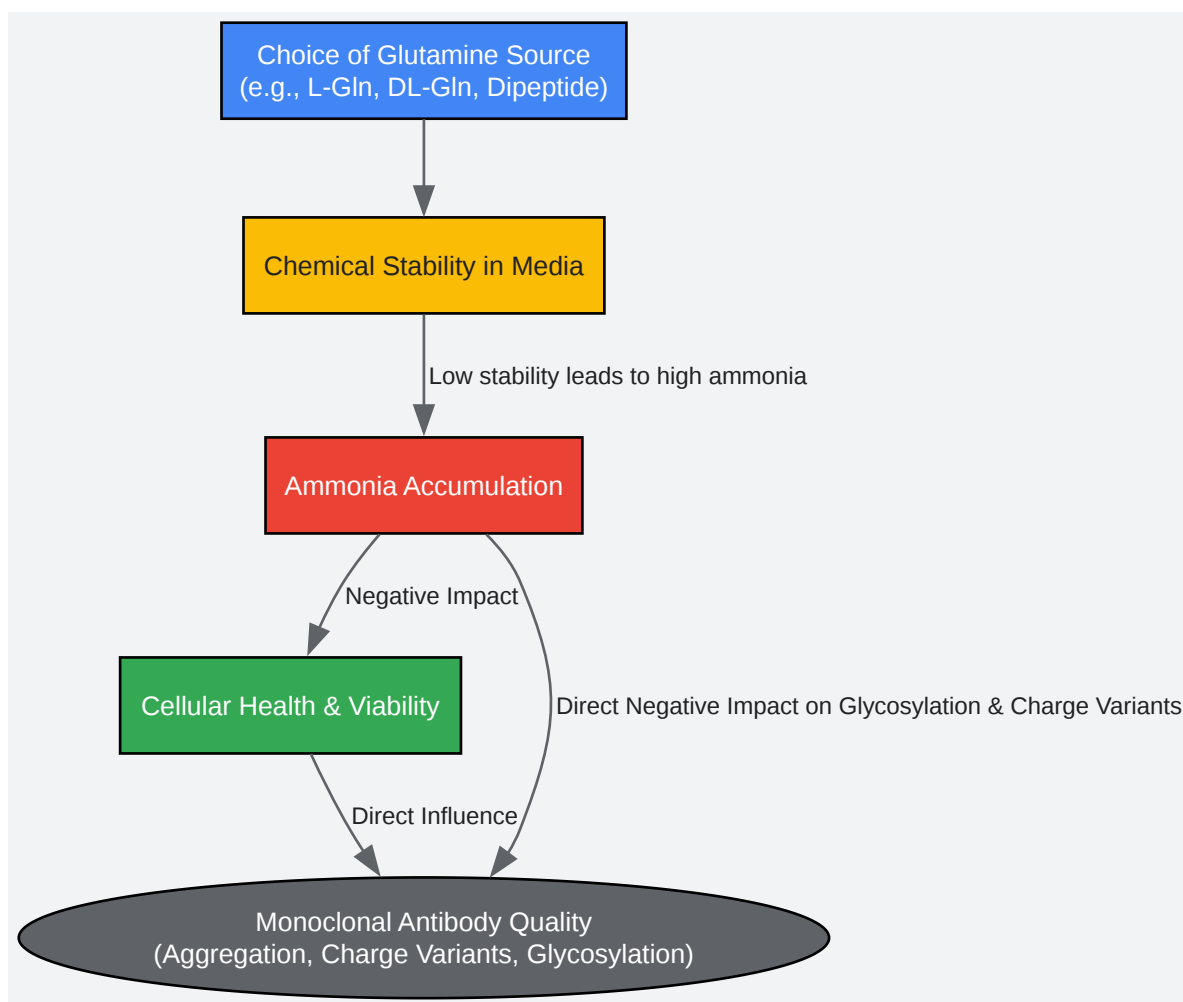 Choice of Glutamine Source
(e.g., L-Gln, DL-Gln, Dipeptide)
Chemical Stability in Media
Low stability leads to high ammonia
Ammonia Accumulation
Negative Impact
Cellular Health & Viability
Direct Negative Impact on Glycosylation & Charge Variants
Direct Influence
Monoclonal Antibody Quality
(Aggregation, Charge Variants, Glycosylation)